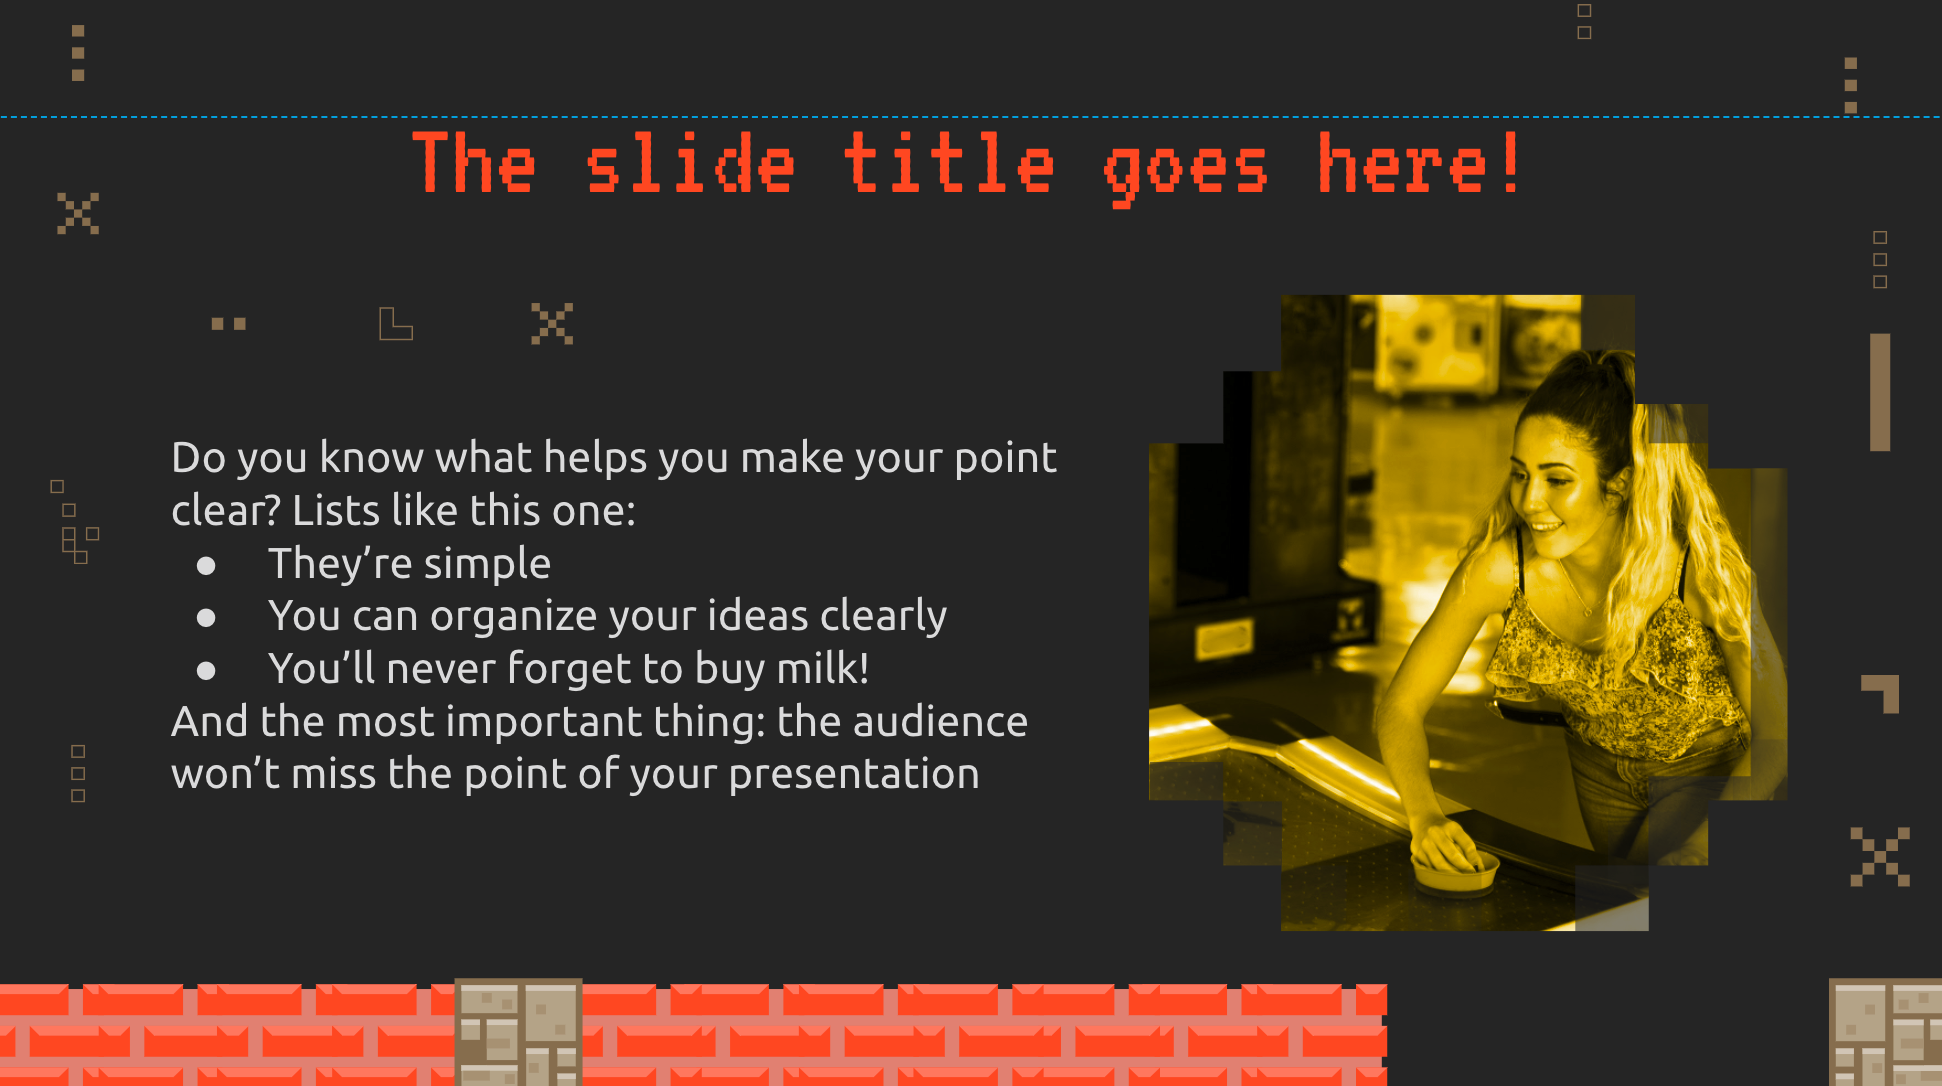 The slide title goes here!
Do you know what helps you make your point
clear? Lists like this one:
● They’re simple
● You can organize your ideas clearly
● You’ll never forget to buy milk!
And the most important thing: the audience
won’t miss the point of your presentation